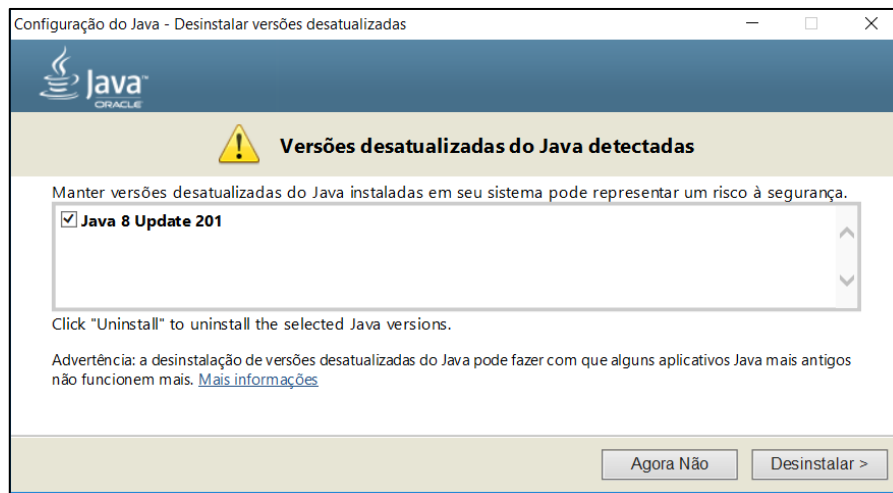 Configuração do Java - Desinstalar versões desatualizadas
Java™
ORACLE
Versões desatualizadas do Java detectadas
Manter versões desatualizadas do Java instaladas em seu sistema pode representar um risco à segurança.
Java 8 Update 201
Click "Uninstall" to uninstall the selected Java versions.
Advertência: a desinstalação de versões desatualizadas do Java pode fazer com que alguns aplicativos Java mais antigos
não funcionem mais. Mais informações
Agora Não
Desinstalar >